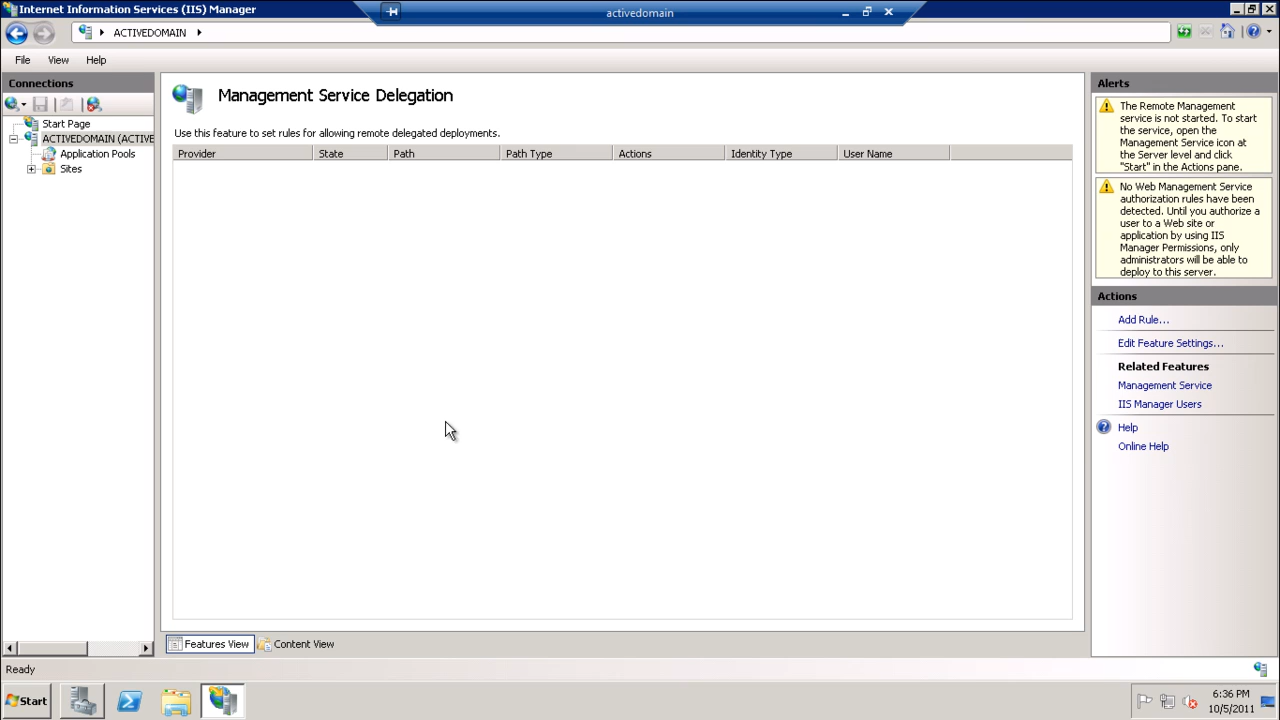 Internet Information Services (IIS) Manager
activedomain
ACTIVEDOMAIN
File View Help
Connections
Start Page
ACTIVEDOMAIN (ACTIVE
Application Pools
Sites
Management Service Delegation
Use this feature to set rules for allowing remote delegated deployments.
Provider State Path Path Type Actions Identity Type User Name
Features View Content View
Alerts
The Remote Management
service is not started. To start
the service, open the
Management Service icon at
the Server level and click
"Start" in the Actions pane.
No Web Management Service
authorization rules have been
detected. Until you authorize a
user to a Web site or
application by using IIS
Manager Permissions, only
administrators will be able to
deploy to this server.
Actions
Add Rule...
Edit Feature Settings...
Related Features
Management Service
IIS Manager Users
Help
Online Help
Ready
Start
6:36 PM
10/5/2011